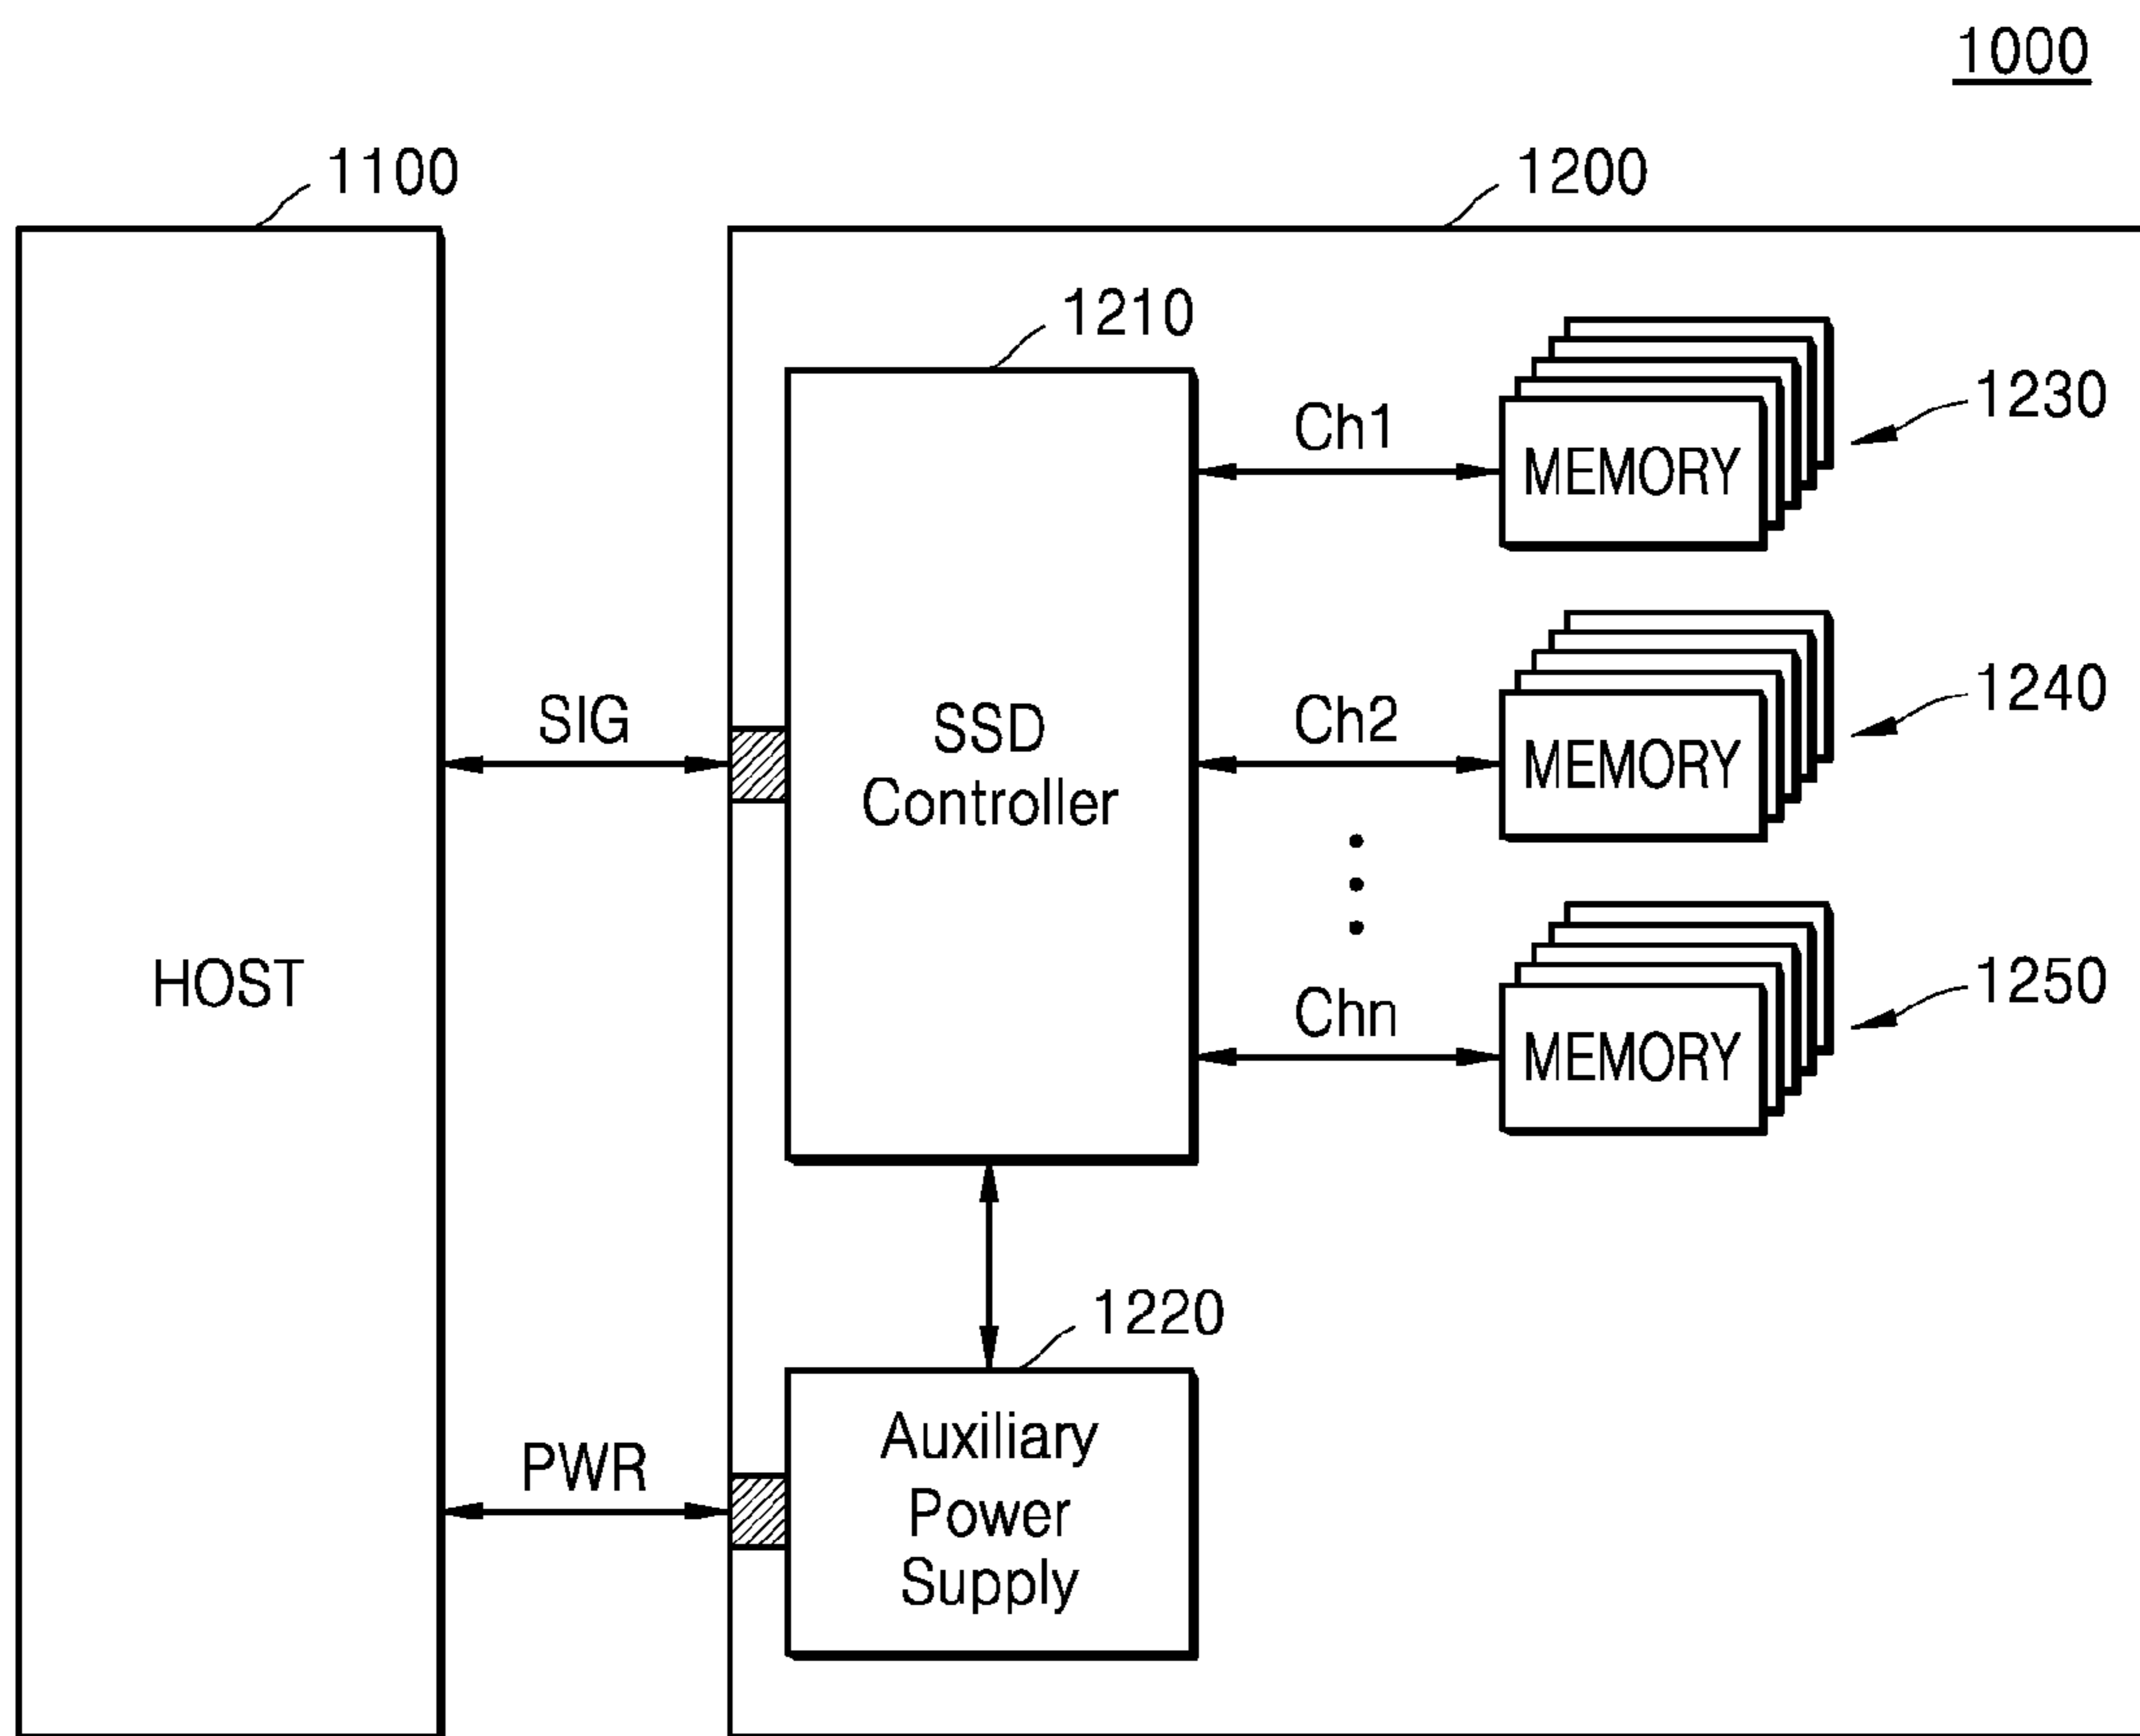 1000
1100
1200
1210
Ch1
MEMORY
1230
SIG
SSD
Controller
Ch2
MEMORY
1240
HOST
Chn
MEMORY
1250
1220
PWR
Auxiliary
Power
Supply